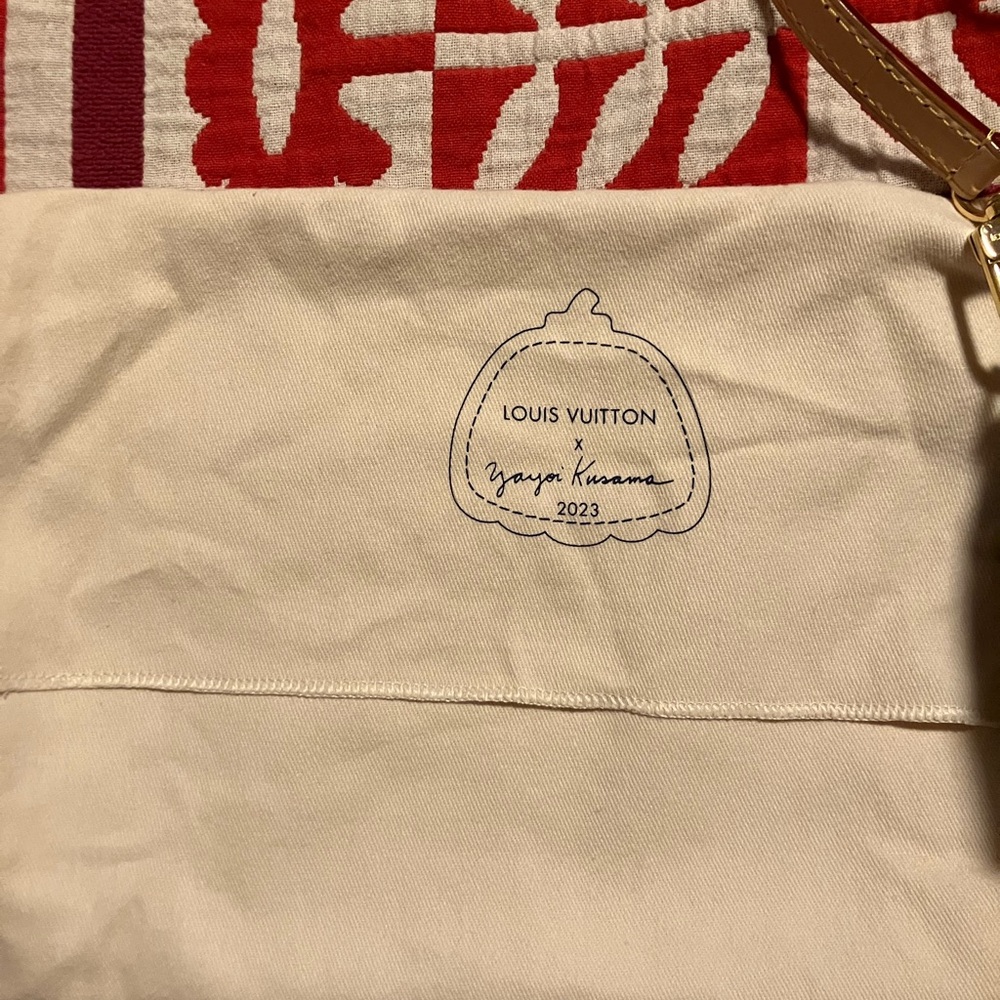 LOUIS VUITTON
x
Yayoi Kusama
2023